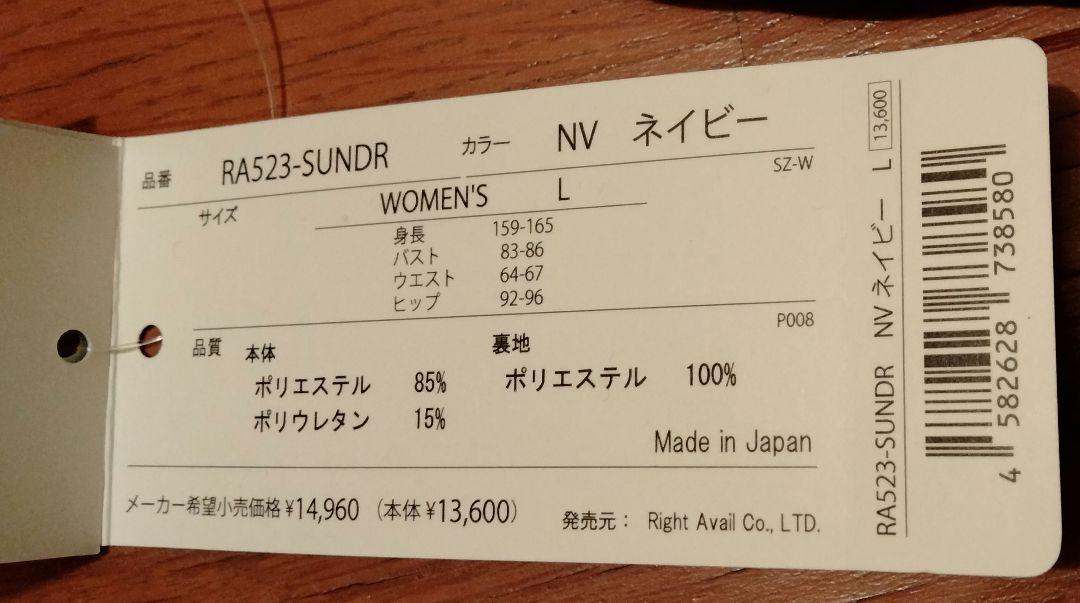 品番 RA523-SUNDR カラー NV ネイビー
SZ-W
サイズ WOMEN'S L
身長 159-165
バスト 83-86
ウエスト 64-67
ヒップ 92-96
P008
品質 本体 裏地
ポリエステル 85% ポリエステル 100%
ポリウレタン 15%
Made in Japan
メーカー希望小売価格 ¥14,960 (本体 ¥13,600)
発売元: Right Avail Co., LTD.
RA523-SUNDR NV ネイビー L 13,600
4 582628 738580